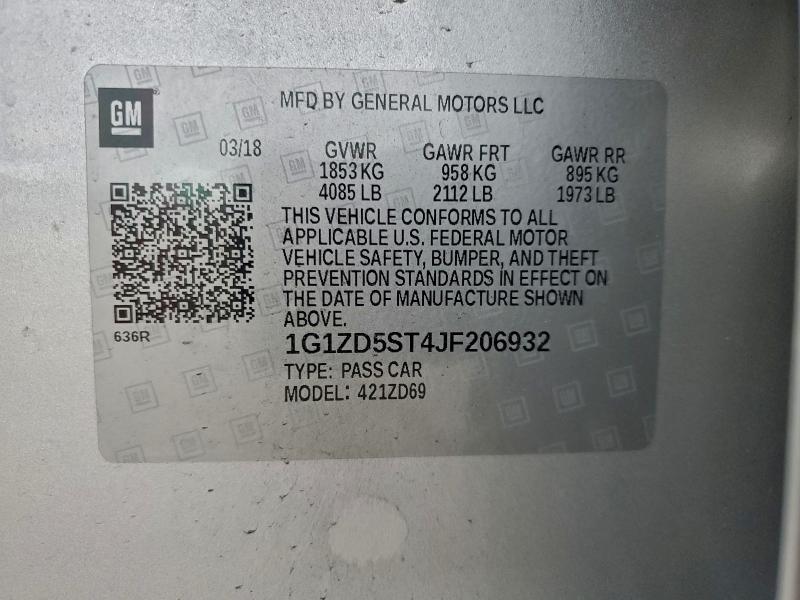 GM
MFD BY GENERAL MOTORS LLC
03/18 GVWR GAWR FRT GAWR RR
1853 KG 958 KG 895 KG
4085 LB 2112 LB 1973 LB
THIS VEHICLE CONFORMS TO ALL
APPLICABLE U.S. FEDERAL MOTOR
VEHICLE SAFETY, BUMPER, AND THEFT
PREVENTION STANDARDS IN EFFECT ON
THE DATE OF MANUFACTURE SHOWN
ABOVE.
636R
1G1ZD5ST4JF206932
TYPE: PASS CAR
MODEL: 421ZD69